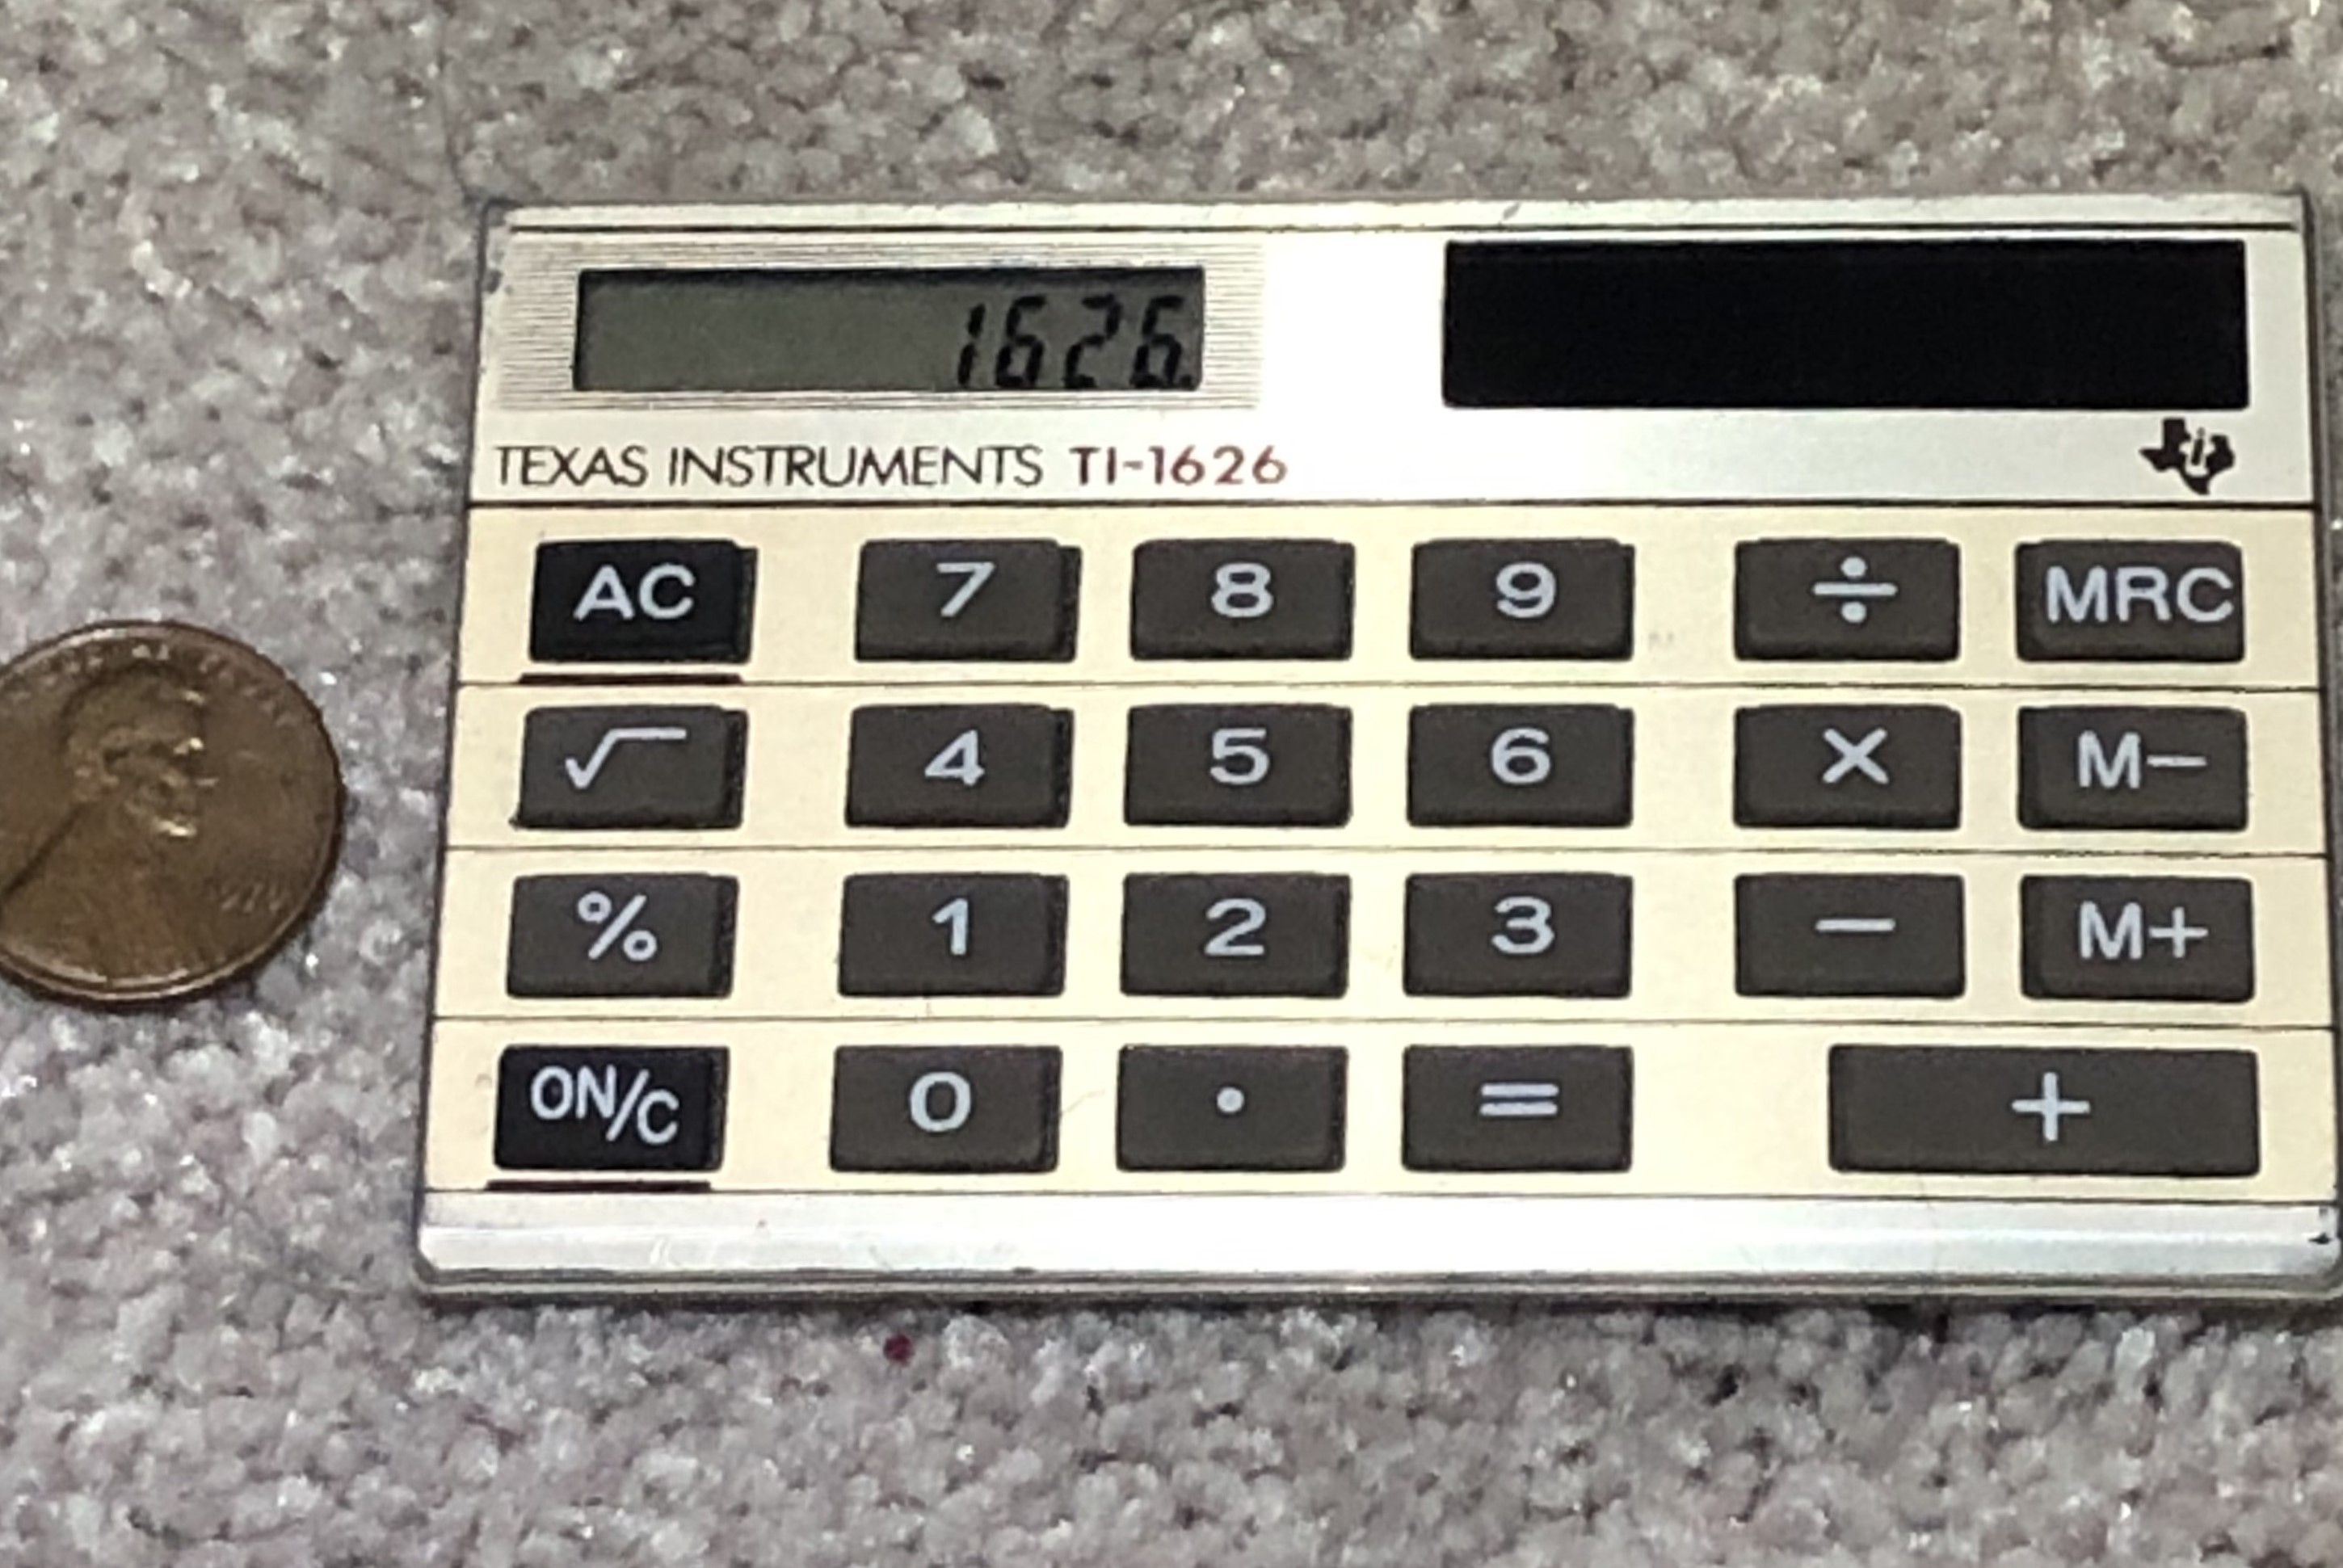 1626.
TEXAS INSTRUMENTS TI-1626
AC 7 8 9 ÷ MRC
√ 4 5 6 × M−
% 1 2 3 − M+
ON/C 0 . = +